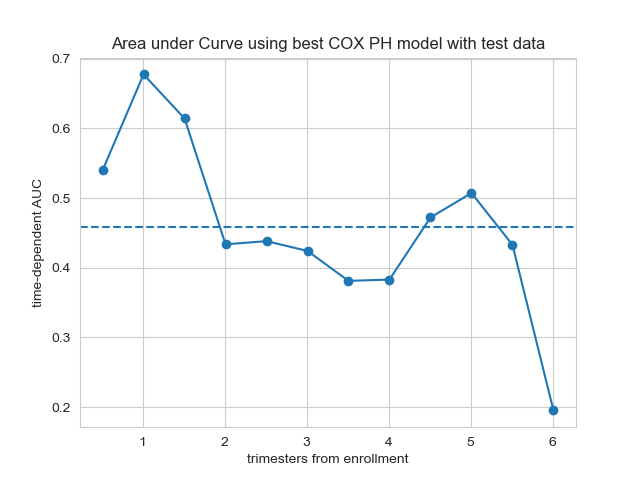 Area under Curve using best COX PH model with test data
time-dependent AUC
0.7
0.6
0.5
0.4
0.3
0.2
1 2 3 4 5 6
trimesters from enrollment